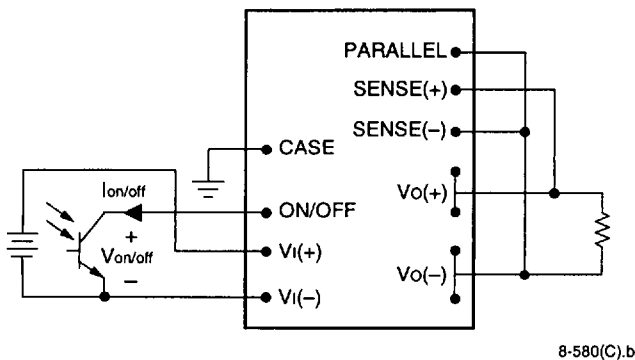 PARALLEL
SENSE(+)
SENSE(–)
CASE
Ion/off
VO(+)
ON/OFF
+
Von/off
VI(+)
–
VO(–)
VI(–)
8-580(C).b